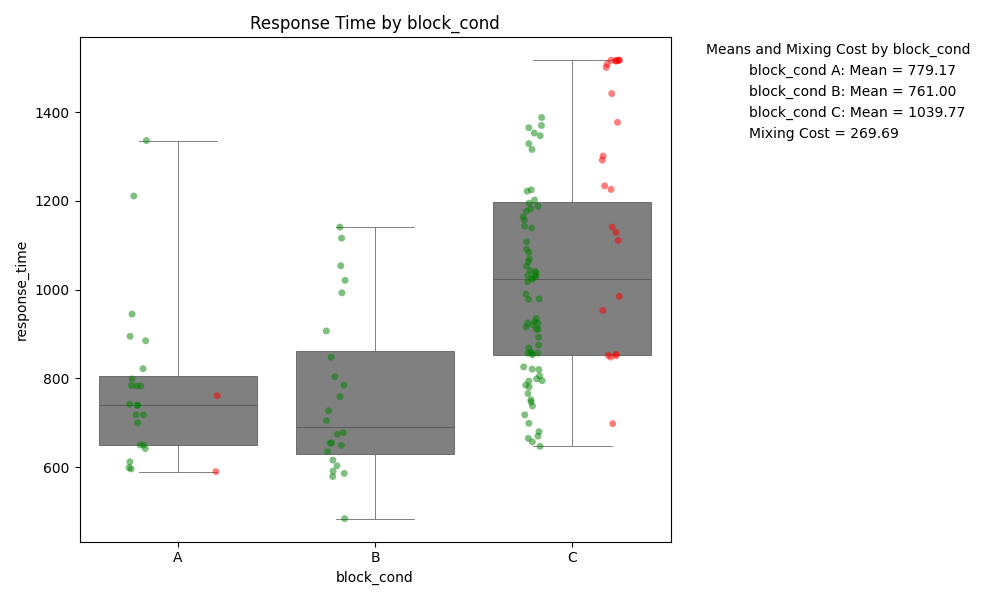 Response Time by block_cond
Means and Mixing Cost by block_cond
block_cond A: Mean = 779.17
block_cond B: Mean = 761.00
block_cond C: Mean = 1039.77
Mixing Cost = 269.69
response_time
1400
1200
1000
800
600
A
B
C
block_cond